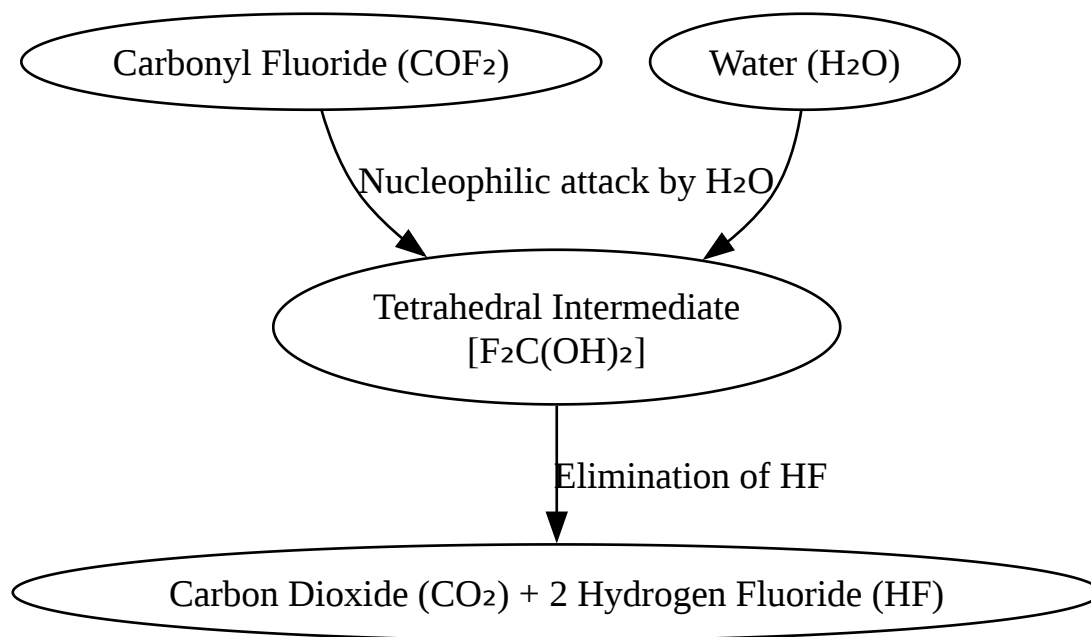 Carbonyl Fluoride (COF₂)
Water (H₂O)
Nucleophilic attack by H₂O
Tetrahedral Intermediate
[F₂C(OH)₂]
Elimination of HF
Carbon Dioxide (CO₂) + 2 Hydrogen Fluoride (HF)